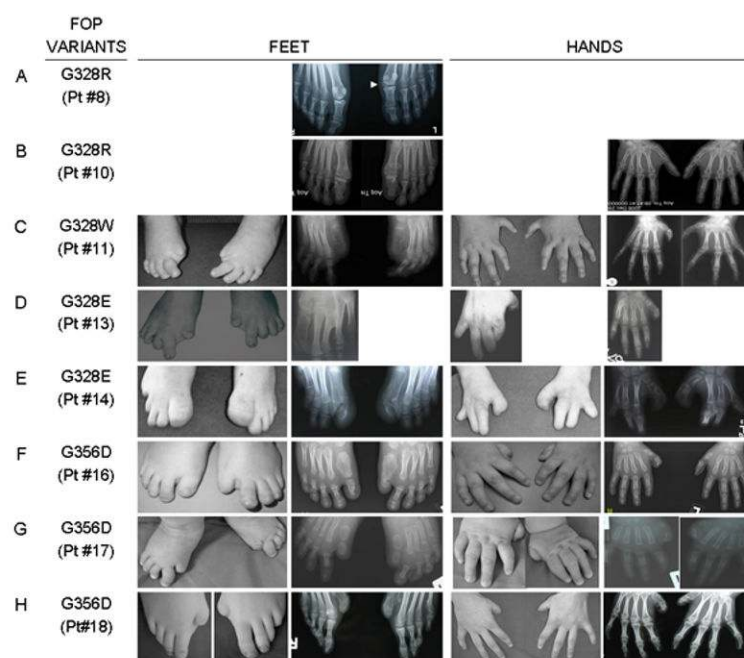 FOP
VARIANTS
FEET
HANDS
A
G328R
(Pt #8)
B
G328R
(Pt #10)
C
G328W
(Pt #11)
D
G328E
(Pt #13)
E
G328E
(Pt #14)
F
G356D
(Pt #16)
G
G356D
(Pt #17)
H
G356D
(Pt#18)